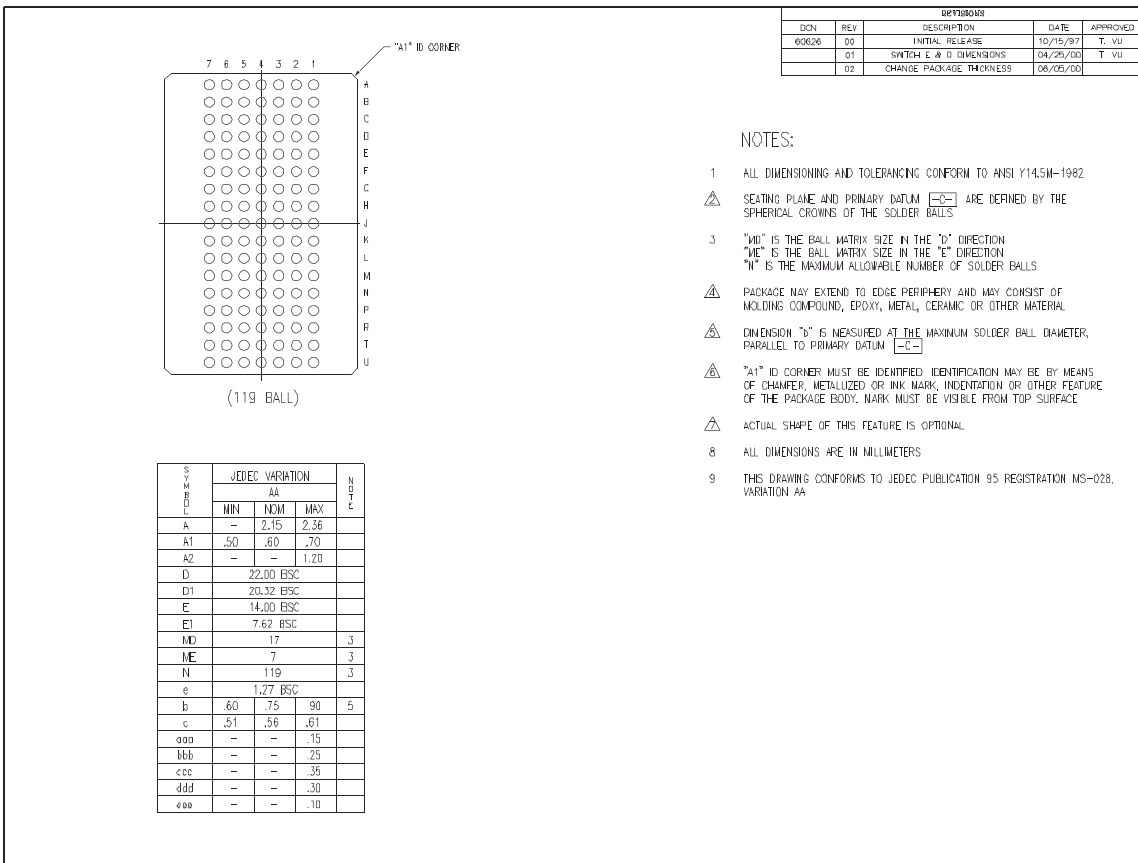 REVISIONS
DCN REV DESCRIPTION DATE APPROVED
60626 00 INITIAL RELEASE 10/15/97 T. VU
01 SWITCH E & D DIMENSIONS 04/25/00 T VU
02 CHANGE PACKAGE THICKNESS 06/05/00
"A1" ID CORNER
7 6 5 4 3 2 1
A
B
C
D
E
F
G
H
J
K
L
M
N
P
R
T
U
(119 BALL)
NOTES:
1 ALL DIMENSIONING AND TOLERANCING CONFORM TO ANSI Y14.5M-1982
2 SEATING PLANE AND PRIMARY DATUM -C- ARE DEFINED BY THE
SPHERICAL CROWNS OF THE SOLDER BALLS
3 "MD" IS THE BALL MATRIX SIZE IN THE "D" DIRECTION
"ME" IS THE BALL MATRIX SIZE IN THE "E" DIRECTION
"N" IS THE MAXIMUM ALLOWABLE NUMBER OF SOLDER BALLS
4 PACKAGE MAY EXTEND TO EDGE PERIPHERY AND MAY CONSIST OF
MOLDING COMPOUND, EPOXY, METAL, CERAMIC OR OTHER MATERIAL
5 DIMENSION "b" IS MEASURED AT THE MAXIMUM SOLDER BALL DIAMETER,
PARALLEL TO PRIMARY DATUM -C-
6 "A1" ID CORNER MUST BE IDENTIFIED IDENTIFICATION MAY BE BY MEANS
OF CHAMFER, METALLIZED OR INK MARK, INDENTATION OR OTHER FEATURE
OF THE PACKAGE BODY. MARK MUST BE VISIBLE FROM TOP SURFACE
7 ACTUAL SHAPE OF THIS FEATURE IS OPTIONAL
8 ALL DIMENSIONS ARE IN MILLIMETERS
9 THIS DRAWING CONFORMS TO JEDEC PUBLICATION 95 REGISTRATION MS-028,
VARIATION AA
SYMBOL JEDEC VARIATION NOTE
AA
MIN NOM MAX
A - 2.15 2.36
A1 .50 .60 .70
A2 - - 1.20
D 22.00 BSC
D1 20.32 BSC
E 14.00 BSC
E1 7.62 BSC
MD 17 3
ME 7 3
N 119 3
e 1.27 BSC
b .60 .75 .90 5
c .51 .56 .61
aaa - - .15
bbb - - .25
ccc - - .35
ddd - - .30
eee - - .10